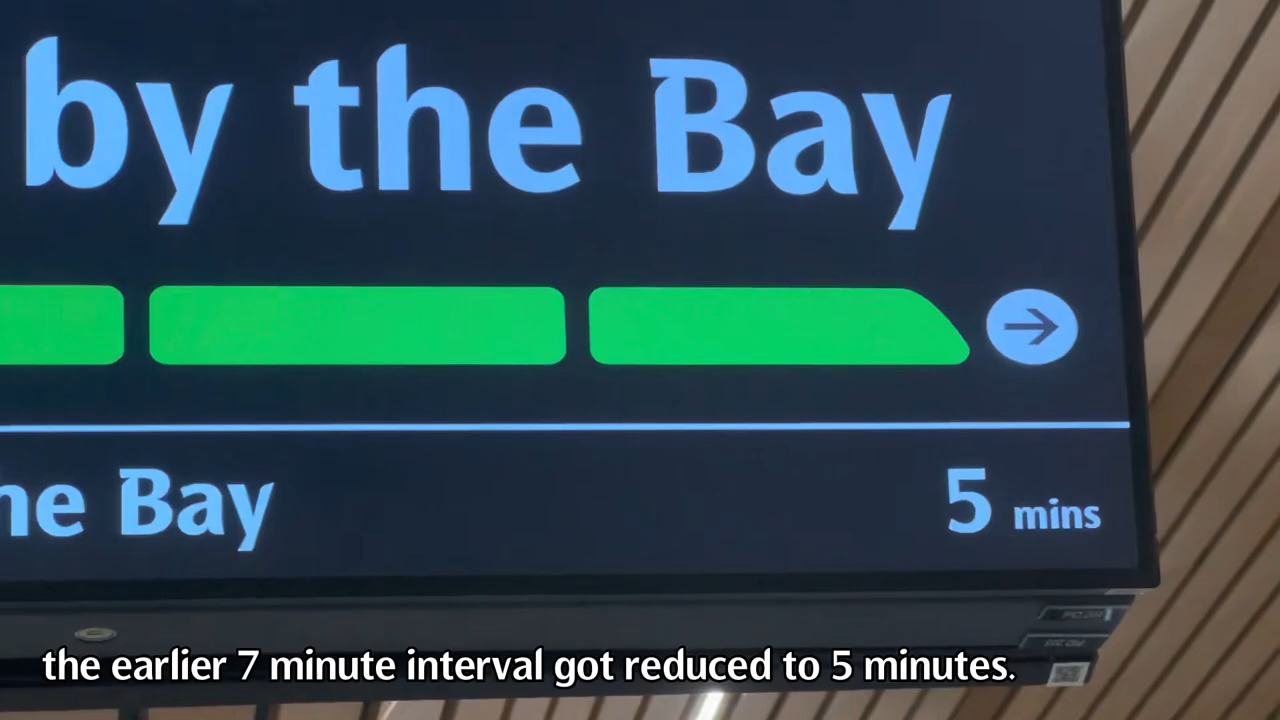 by the Bay
he Bay
5 mins
the earlier 7 minute interval got reduced to 5 minutes.